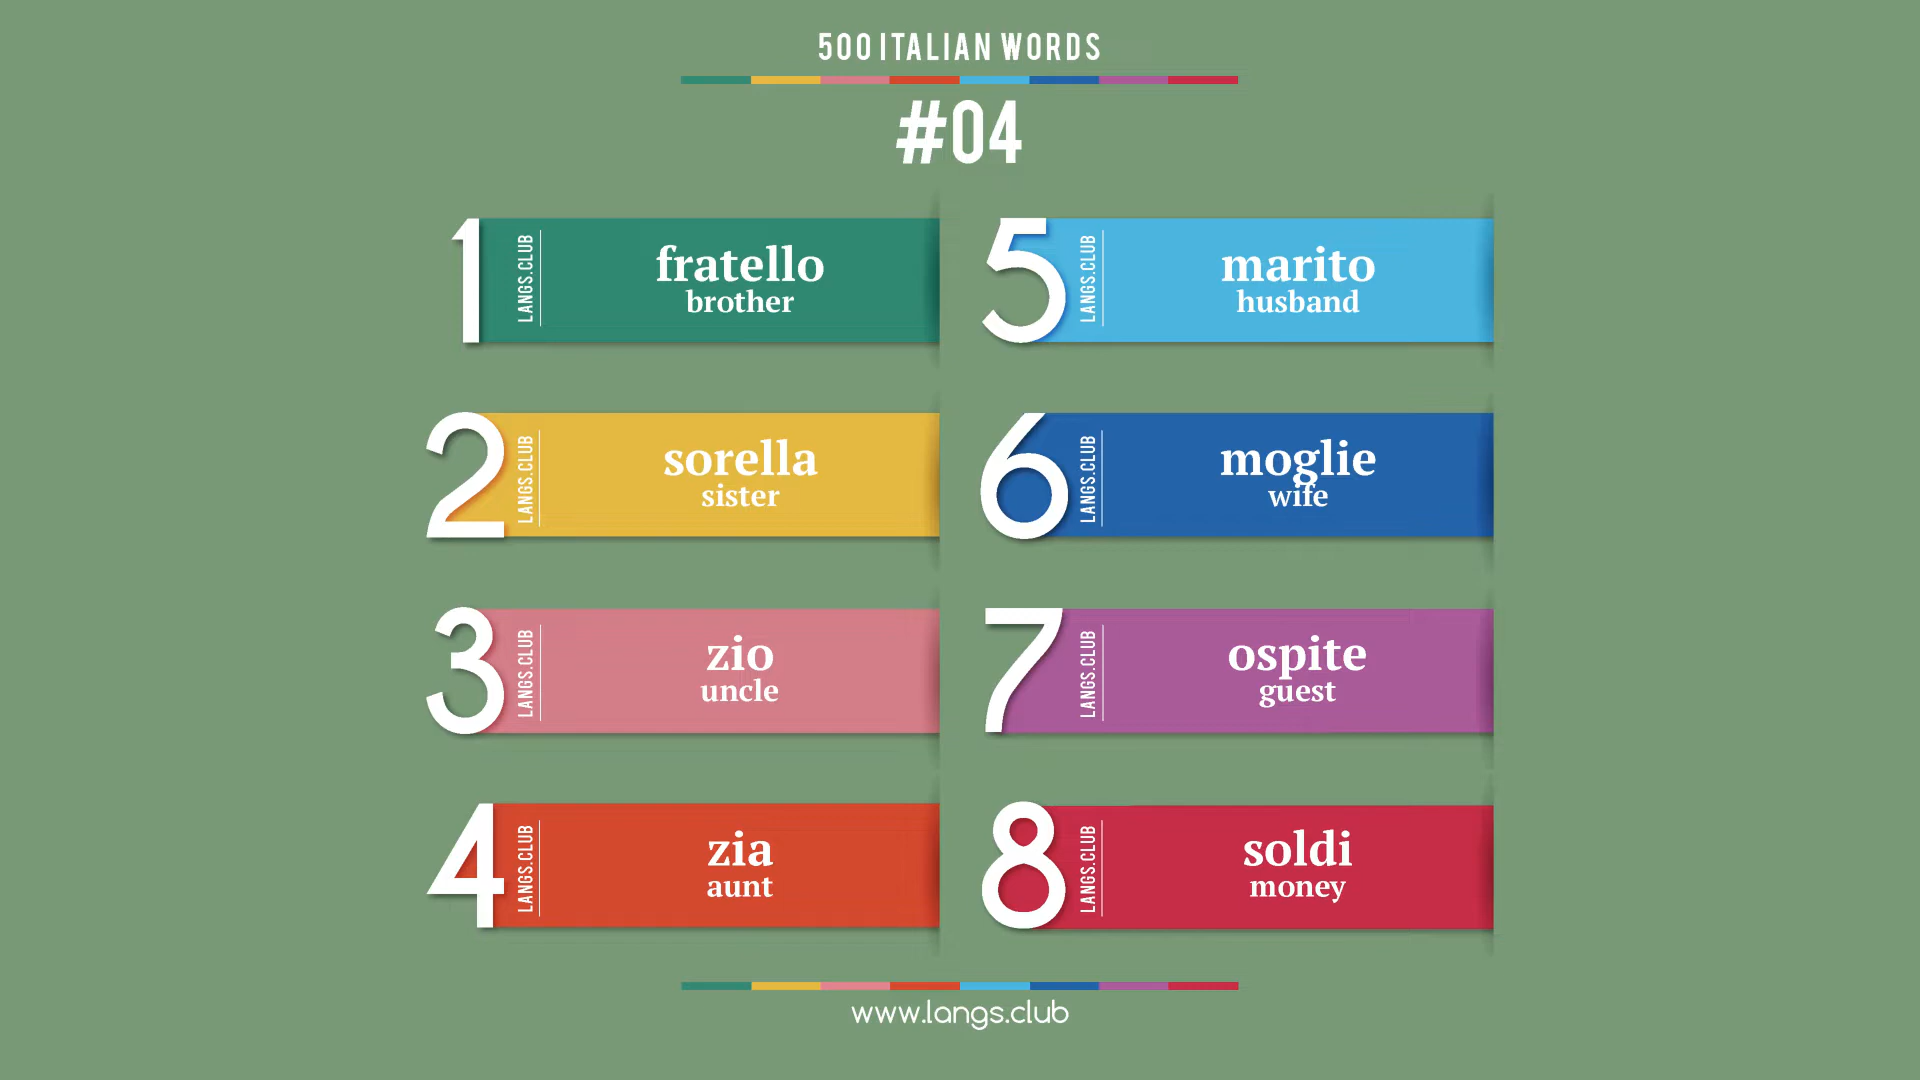 500 ITALIAN WORDS
#04
1
LANGS.CLUB
fratello
brother
2
LANGS.CLUB
sorella
sister
3
LANGS.CLUB
zio
uncle
4
LANGS.CLUB
zia
aunt
5
LANGS.CLUB
marito
husband
6
LANGS.CLUB
moglie
wife
7
LANGS.CLUB
ospite
guest
8
LANGS.CLUB
soldi
money
www.langs.club